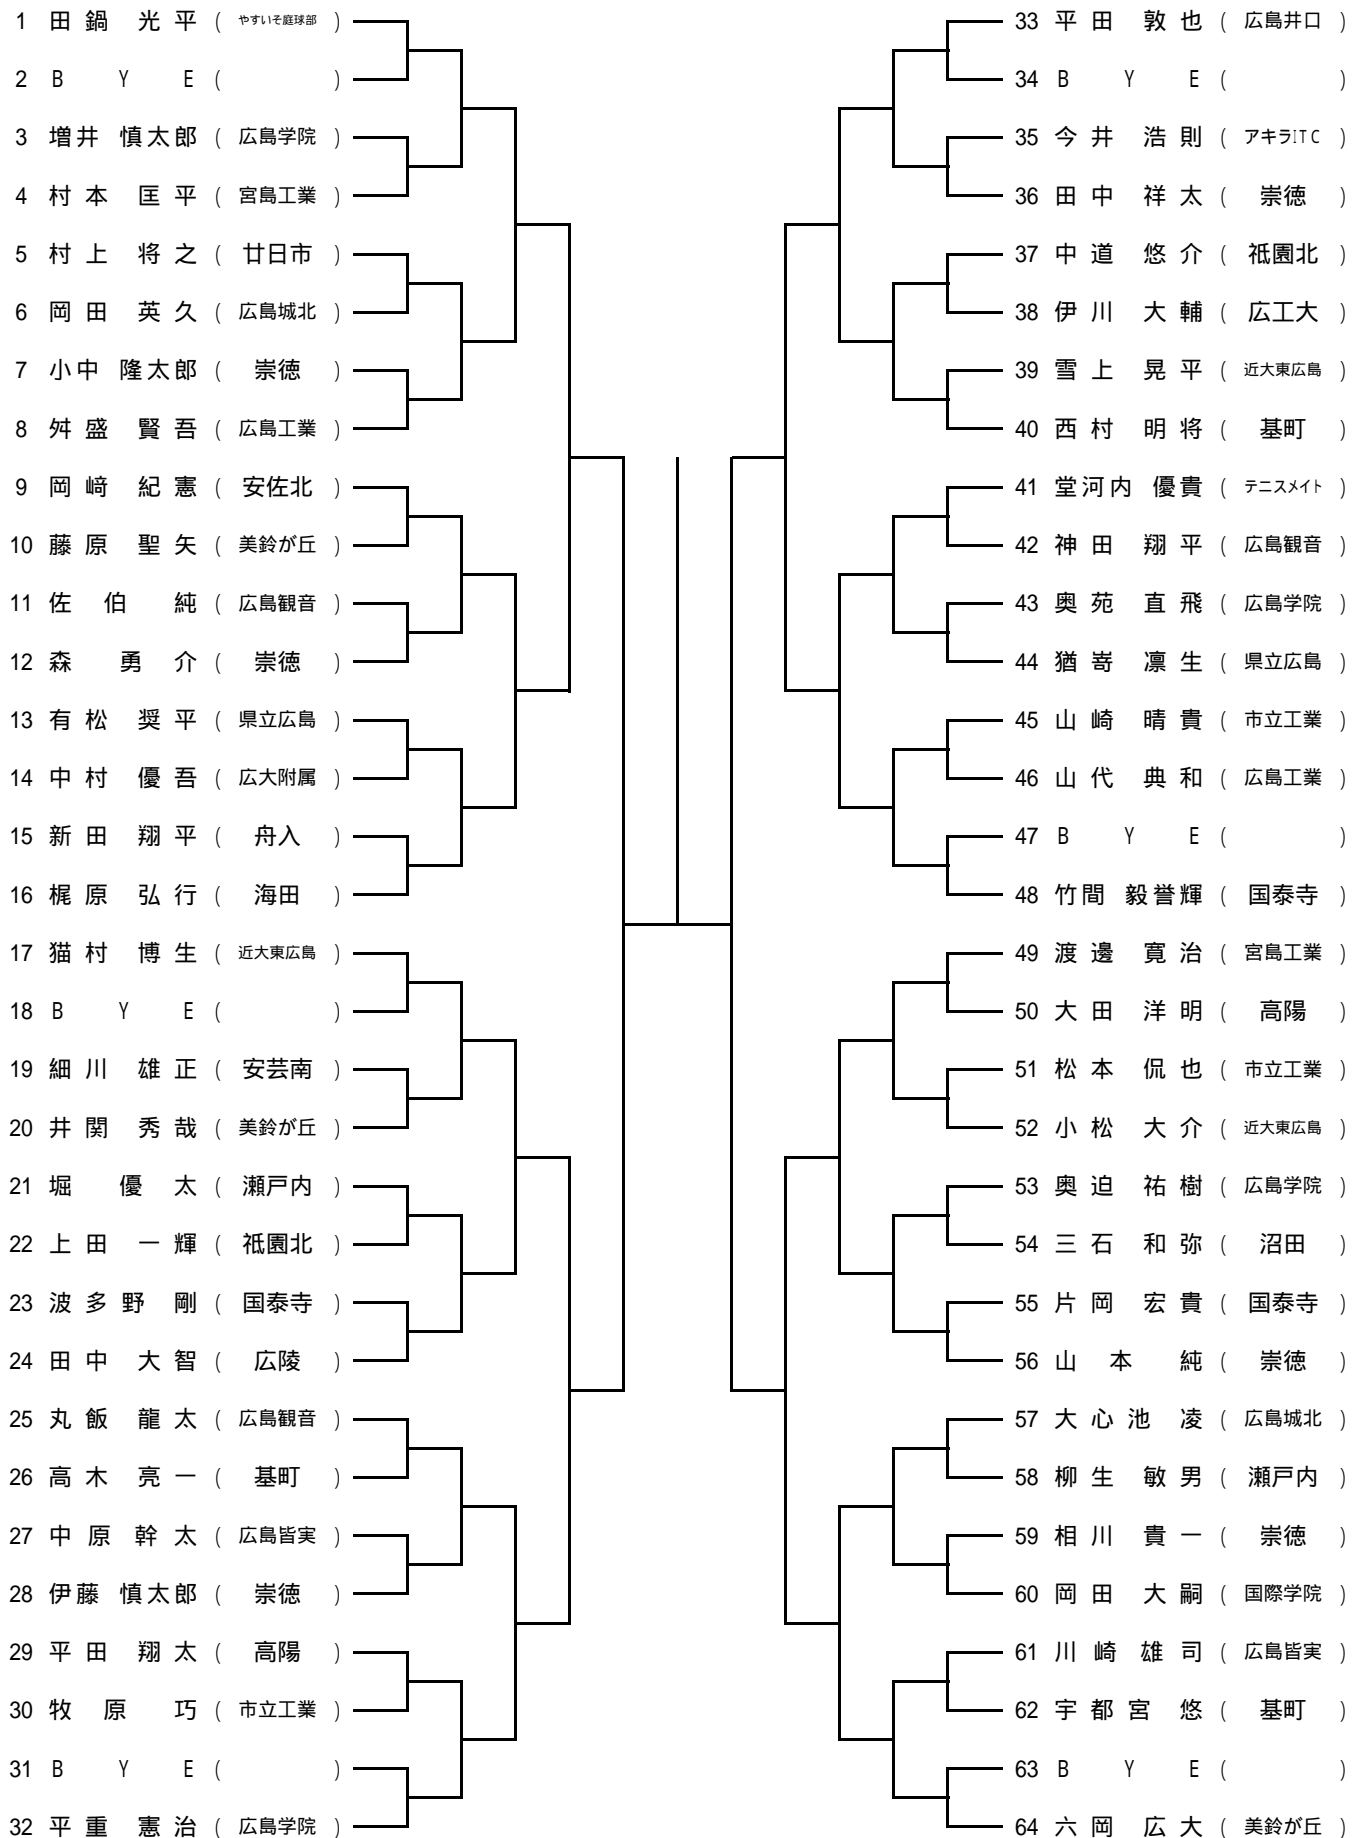 1 田鍋 光平 ( やすいそ庭球部 )
2 BYE ( )
3 増井 慎太郎 ( 広島学院 )
4 村本 匡平 ( 宮島工業 )
5 村上 将之 ( 廿日市 )
6 岡田 英久 ( 広島城北 )
7 小中 隆太郎 ( 崇徳 )
8 舛盛 賢吾 ( 広島工業 )
9 岡﨑 紀憲 ( 安佐北 )
10 藤原 聖矢 ( 美鈴が丘 )
11 佐伯 純 ( 広島観音 )
12 森 勇介 ( 崇徳 )
13 有松 奨平 ( 県立広島 )
14 中村 優吾 ( 広大附属 )
15 新田 翔平 ( 舟入 )
16 梶原 弘行 ( 海田 )
17 猫村 博生 ( 近大東広島 )
18 BYE ( )
19 細川 雄正 ( 安芸南 )
20 井関 秀哉 ( 美鈴が丘 )
21 堀 優太 ( 瀬戸内 )
22 上田 一輝 ( 祇園北 )
23 波多野 剛 ( 国泰寺 )
24 田中 大智 ( 広陵 )
25 丸飯 龍太 ( 広島観音 )
26 高木 亮一 ( 基町 )
27 中原 幹太 ( 広島皆実 )
28 伊藤 慎太郎 ( 崇徳 )
29 平田 翔太 ( 高陽 )
30 牧原 巧 ( 市立工業 )
31 BYE ( )
32 平重 憲治 ( 広島学院 )
33 平田 敦也 ( 広島井口 )
34 BYE ( )
35 今井 浩則 ( アキラITC )
36 田中 祥太 ( 崇徳 )
37 中道 悠介 ( 祇園北 )
38 伊川 大輔 ( 広工大 )
39 雪上 晃平 ( 近大東広島 )
40 西村 明将 ( 基町 )
41 堂河内 優貴 ( テニスメイト )
42 神田 翔平 ( 広島観音 )
43 奥苑 直飛 ( 広島学院 )
44 猶嵜 凛生 ( 県立広島 )
45 山崎 晴貴 ( 市立工業 )
46 山代 典和 ( 広島工業 )
47 BYE ( )
48 竹間 毅誉輝 ( 国泰寺 )
49 渡邊 寛治 ( 宮島工業 )
50 大田 洋明 ( 高陽 )
51 松本 侃也 ( 市立工業 )
52 小松 大介 ( 近大東広島 )
53 奥迫 祐樹 ( 広島学院 )
54 三石 和弥 ( 沼田 )
55 片岡 宏貴 ( 国泰寺 )
56 山本 純 ( 崇徳 )
57 大心池 凌 ( 広島城北 )
58 柳生 敏男 ( 瀬戸内 )
59 相川 貴一 ( 崇徳 )
60 岡田 大嗣 ( 国際学院 )
61 川崎 雄司 ( 広島皆実 )
62 宇都宮 悠 ( 基町 )
63 BYE ( )
64 六岡 広大 ( 美鈴が丘 )